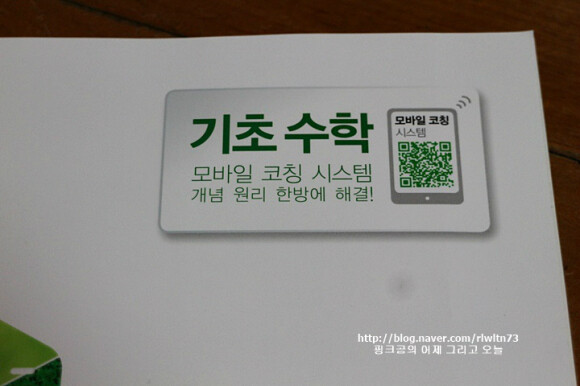 기초 수학
모바일 코칭 시스템
개념 원리 한방에 해결!
모바일 코칭
시스템
http://blog.naver.com/rlwltn73
핑크곰의 어제 그리고 오늘